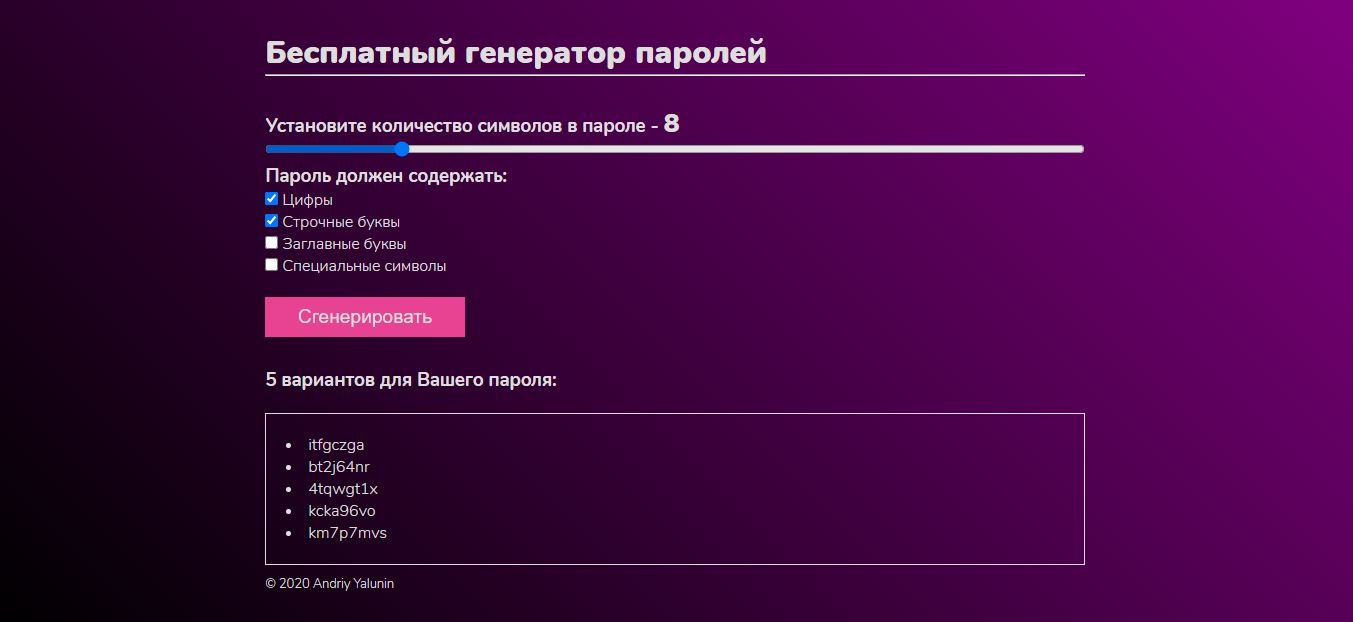 Бесплатный генератор паролей
Установите количество символов в пароле - 8
Пароль должен содержать:
Цифры
Строчные буквы
Заглавные буквы
Специальные символы
Сгенерировать
5 вариантов для Вашего пароля:
itfgczga
bt2j64nr
4tqwgt1x
kcka96vo
km7p7mvs
© 2020 Andriy Yalunin